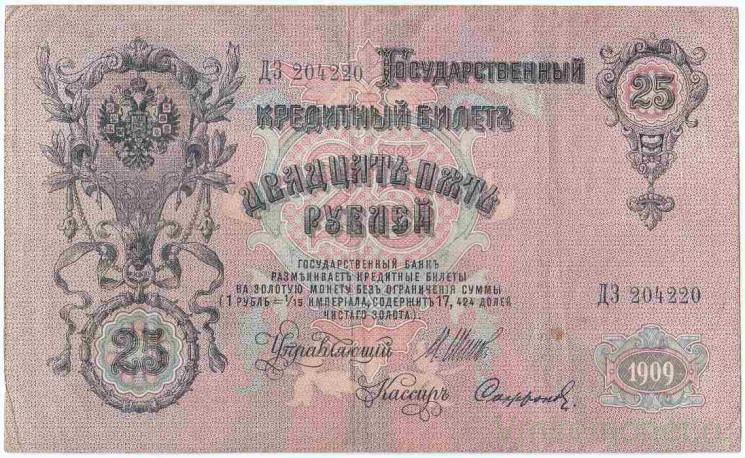 ДЗ 204220 Государственный 25
Кредитный Билетъ
Двадцать пять
рублей
Государственный банкъ
размѣниваетъ кредитные билеты
на золотую монету безъ ограниченія суммы
(1 рубль = 1/15 имперіала, содержитъ 17,424 долей
чистаго золота).
ДЗ 204220
25
Управляющій
Кассиръ
1909